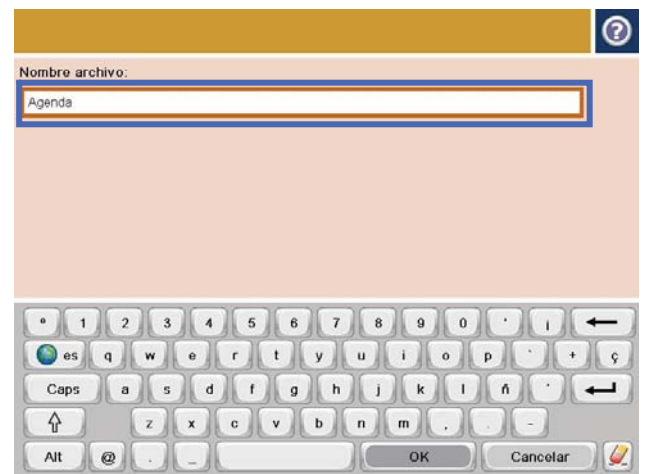 ?
Nombre archivo:
Agenda
º 1 2 3 4 5 6 7 8 9 0 ' ¡
es q w e r t y u i o p ` + ç
Caps a s d f g h j k l ñ ´
z x c v b n m , . -
Alt @ . _ OK Cancelar